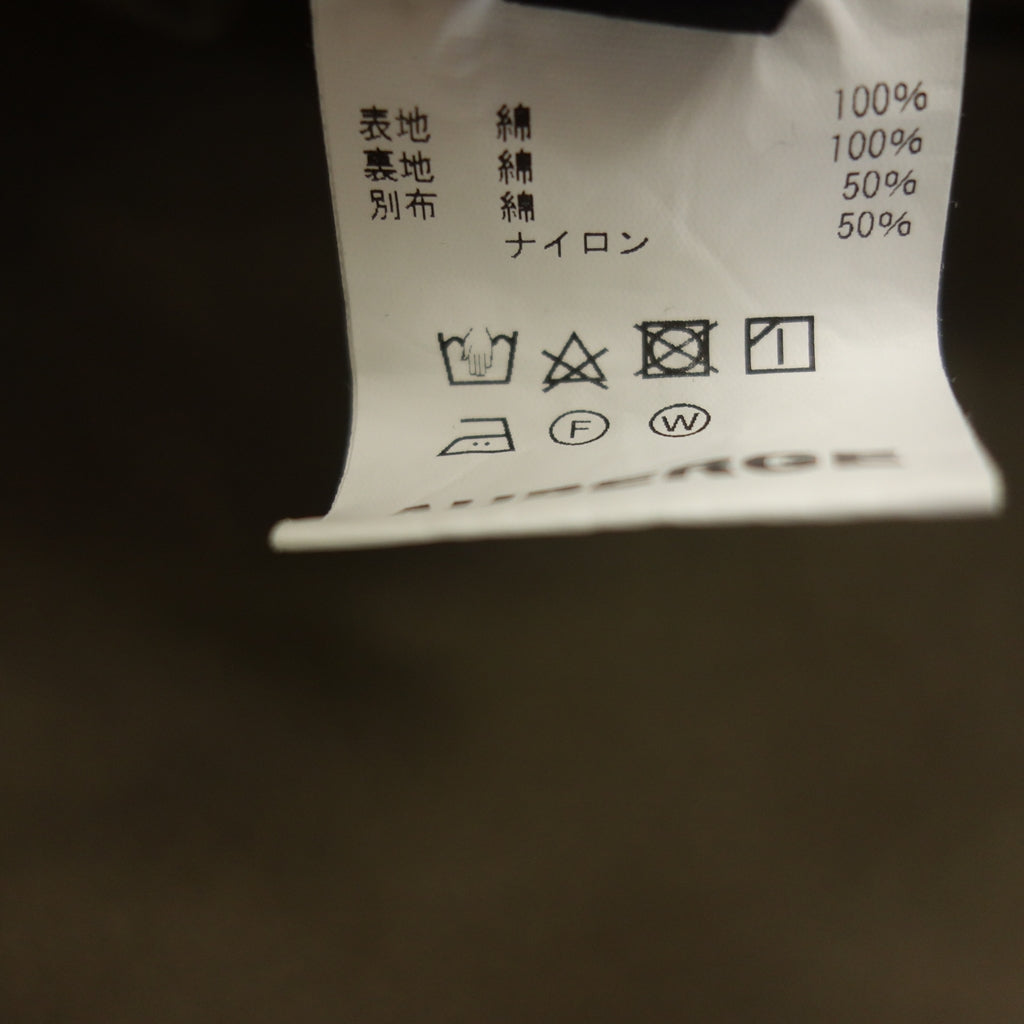 表地 綿 100%
裏地 綿 100%
別布 綿 50%
ナイロン 50%
F W